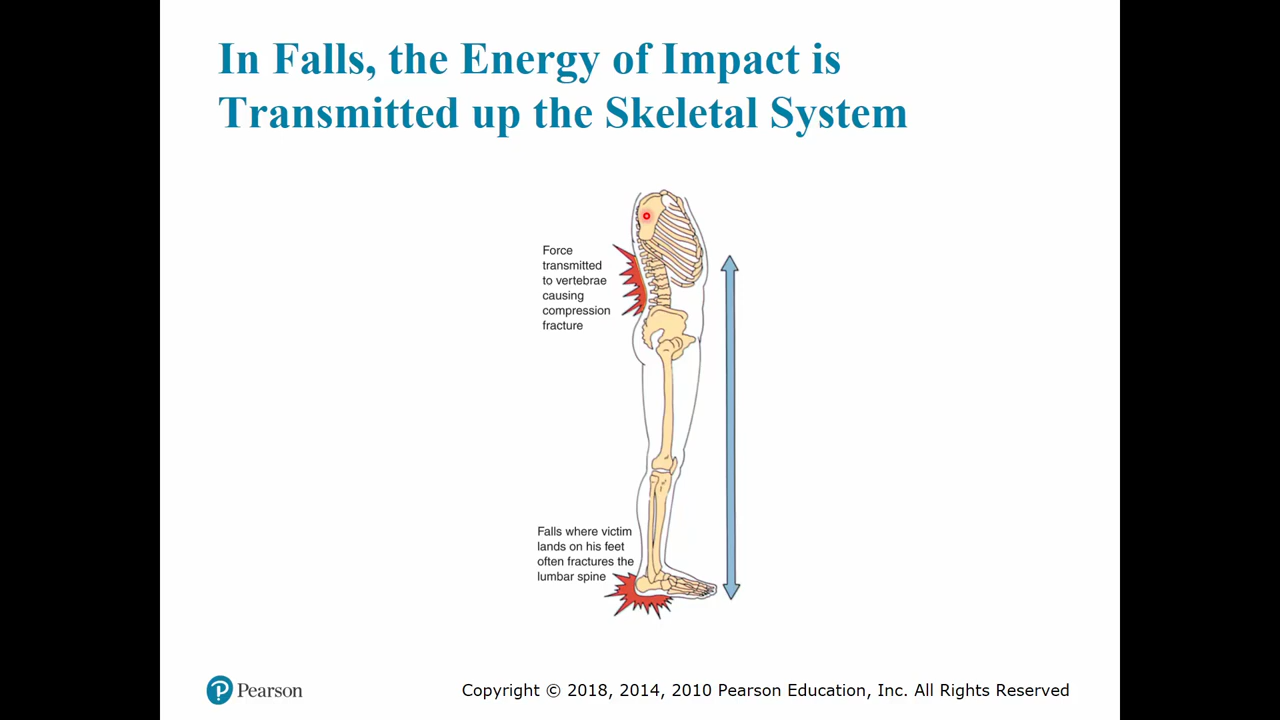 In Falls, the Energy of Impact is
Transmitted up the Skeletal System
Force
transmitted
to vertebrae
causing
compression
fracture
Falls where victim
lands on his feet
often fractures the
lumbar spine
P Pearson
Copyright © 2018, 2014, 2010 Pearson Education, Inc. All Rights Reserved